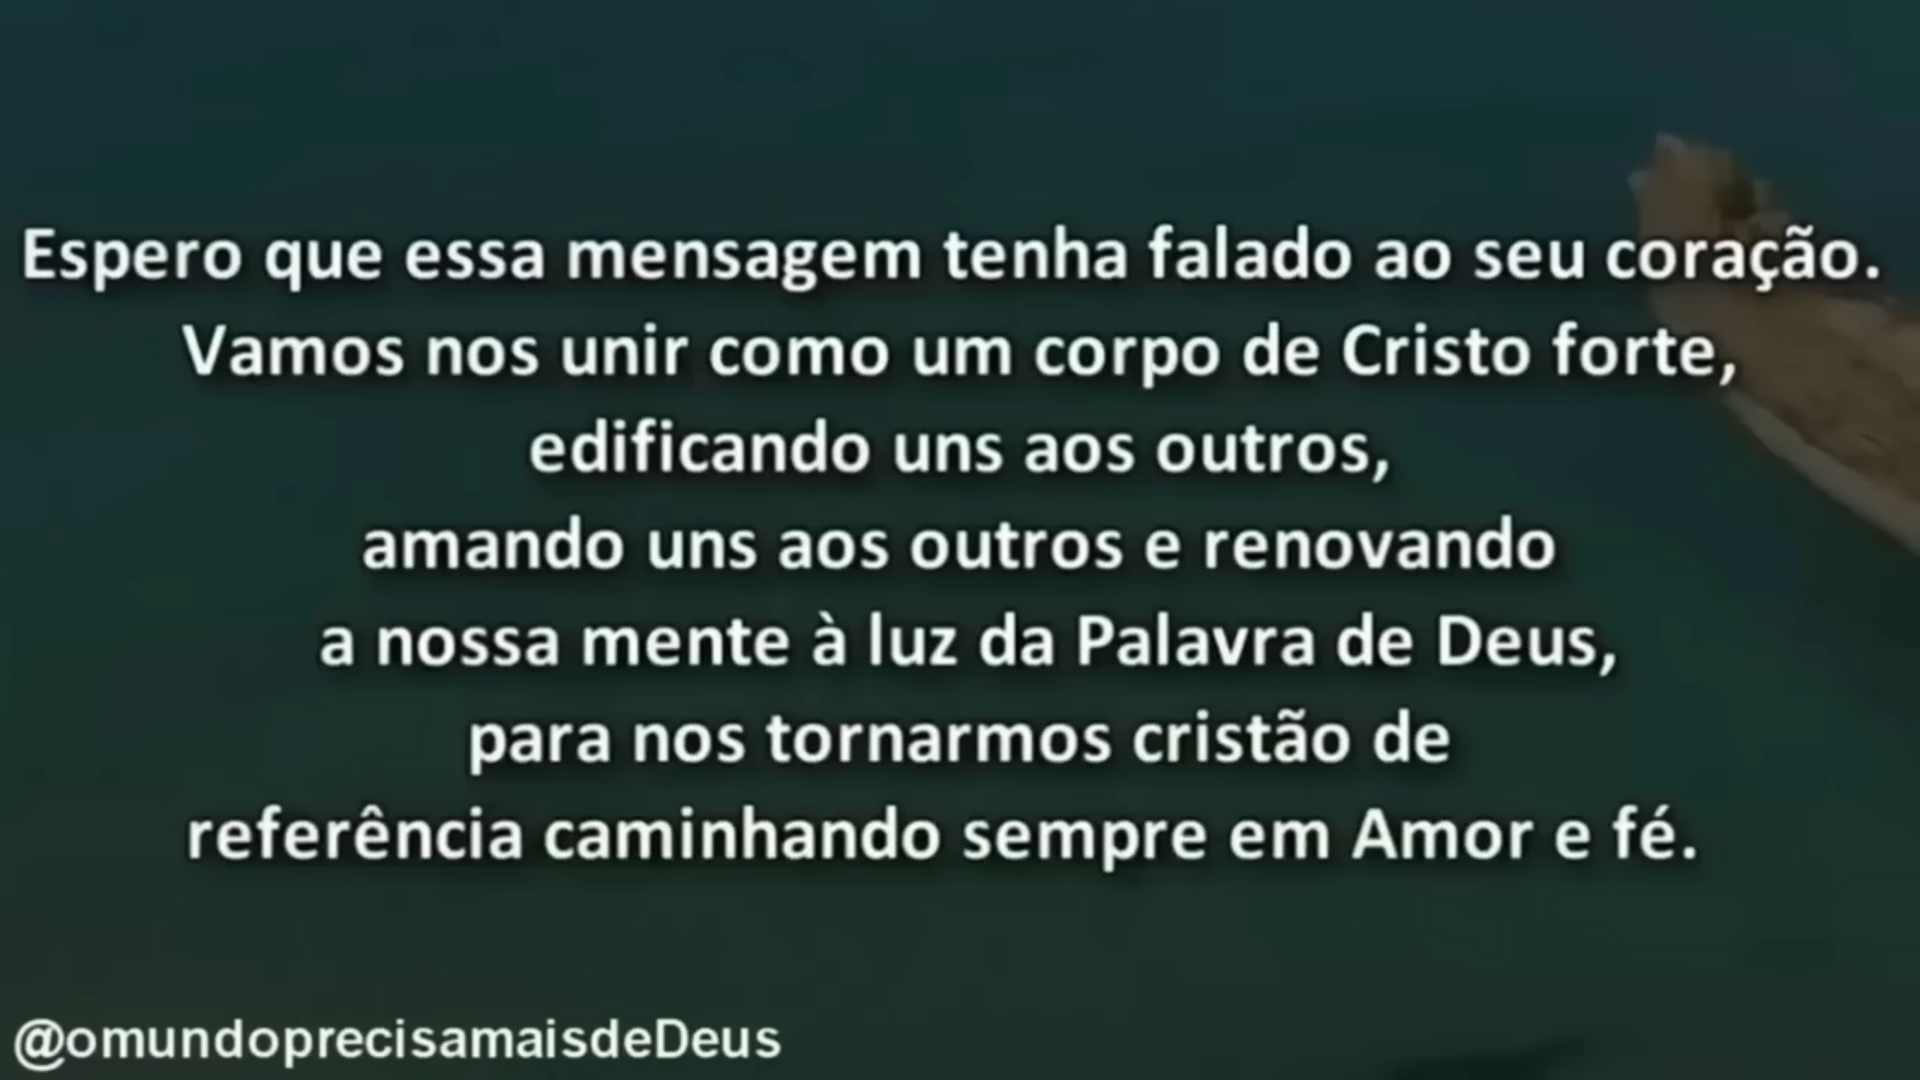 Espero que essa mensagem tenha falado ao seu coração.
Vamos nos unir como um corpo de Cristo forte,
edificando uns aos outros,
amando uns aos outros e renovando
a nossa mente à luz da Palavra de Deus,
para nos tornarmos cristão de
referência caminhando sempre em Amor e fé.
@omundoprecisamaisdeDeus